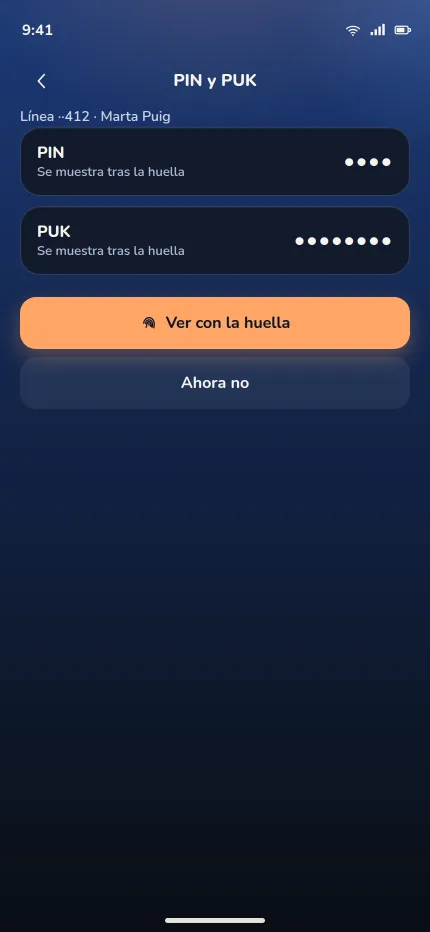 9:41
PIN y PUK
Línea ··412 · Marta Puig
PIN
Se muestra tras la huella
●●●●
PUK
Se muestra tras la huella
●●●●●●●●
Ver con la huella
Ahora no